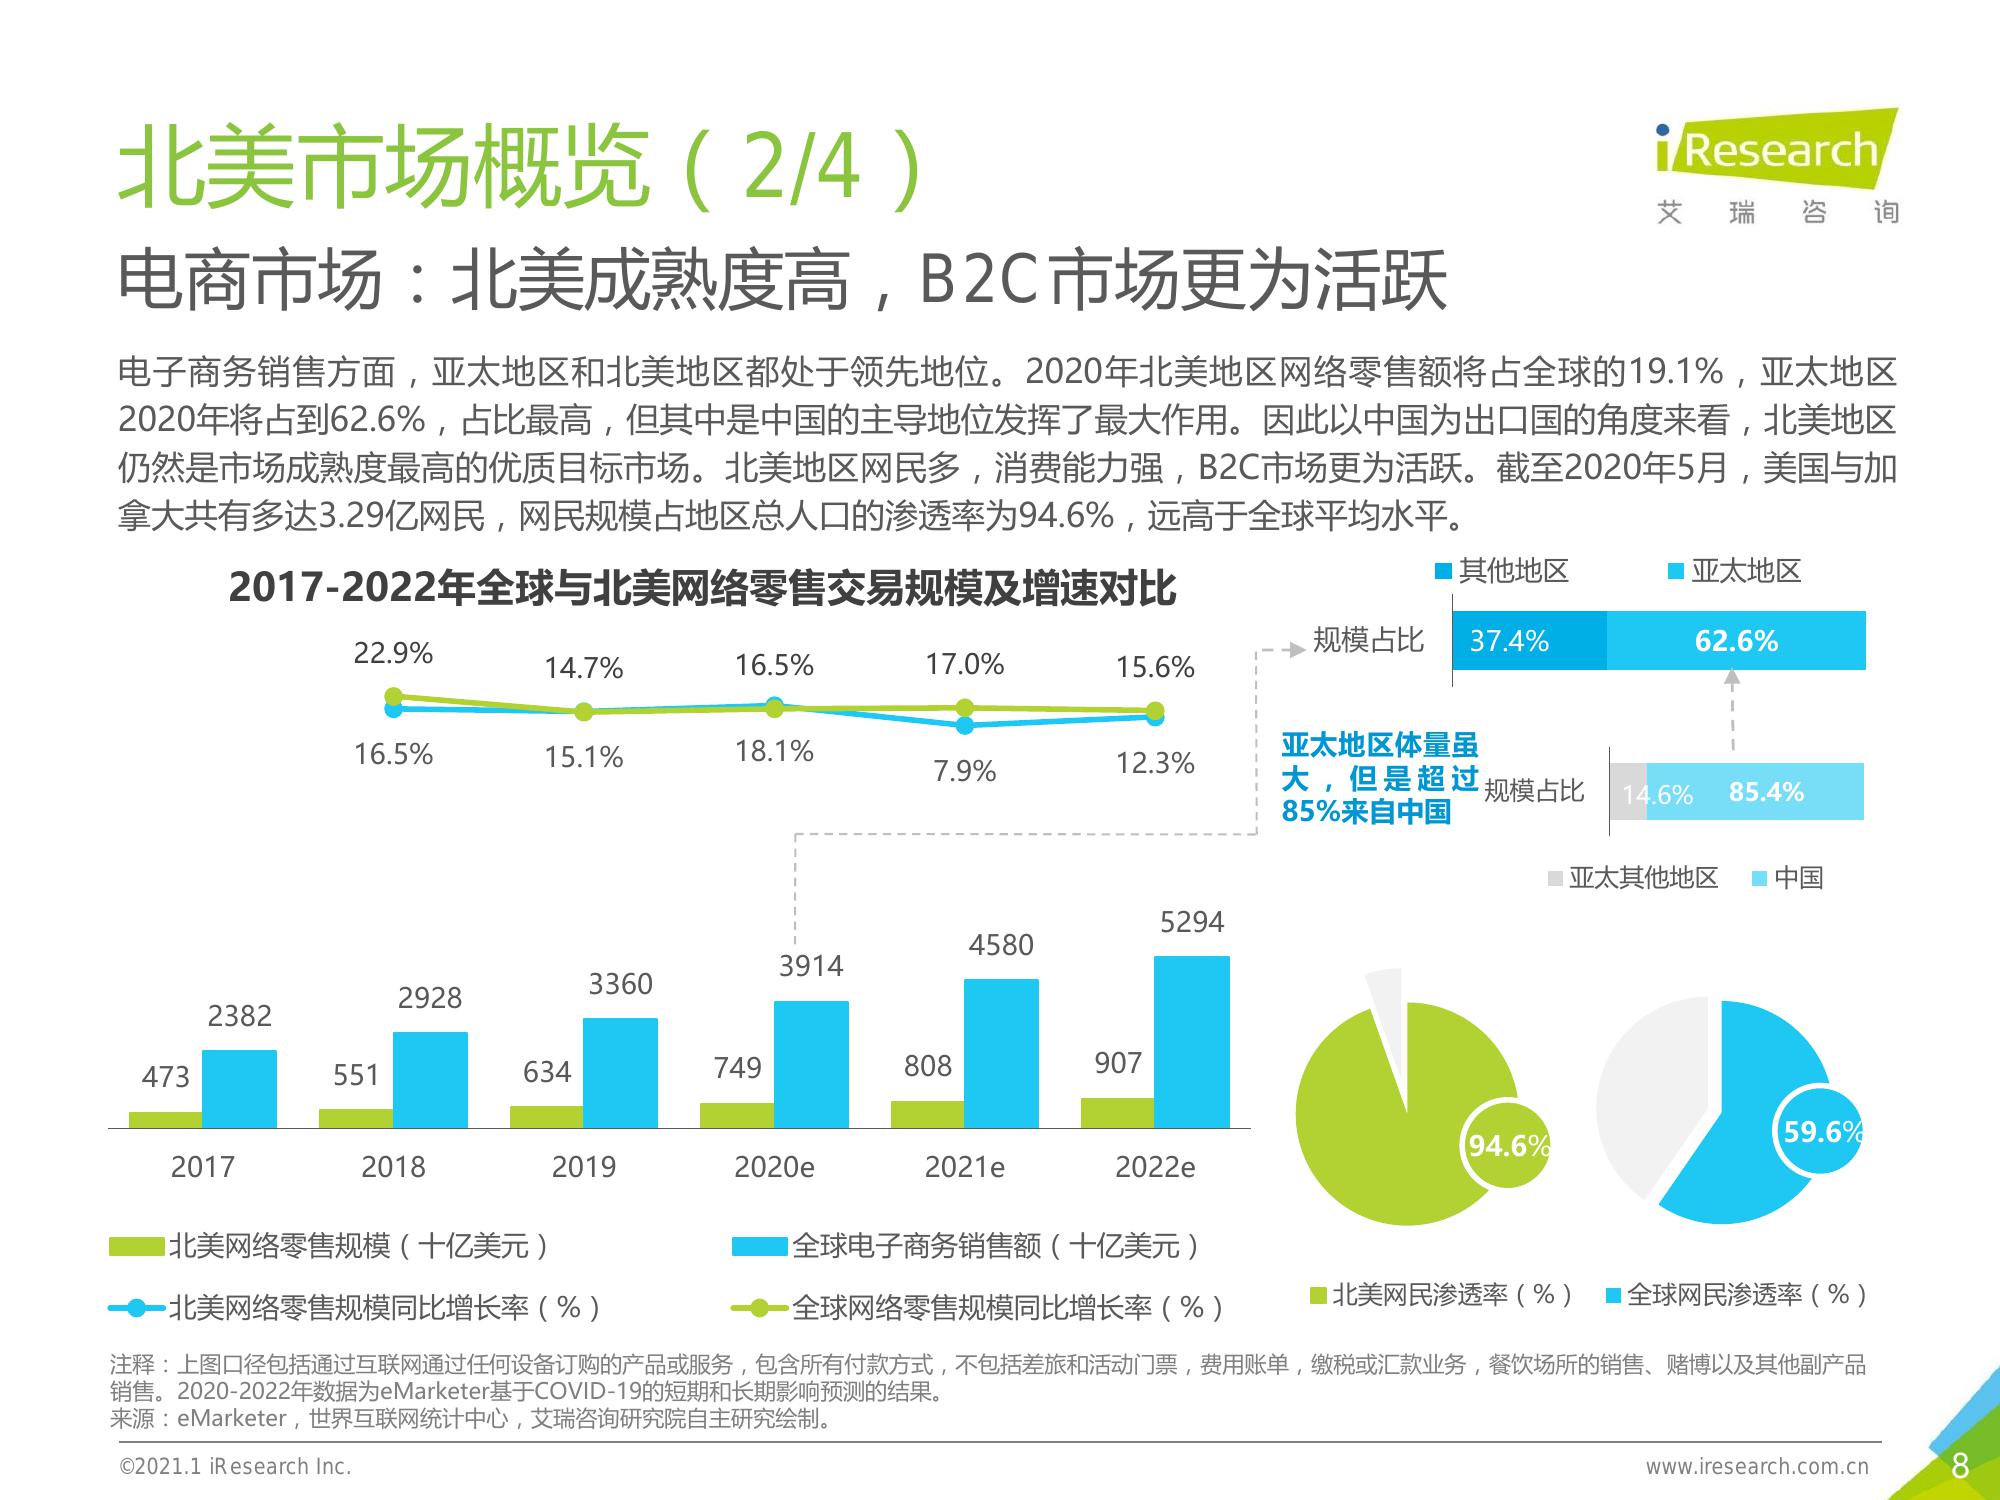 北美市场概览（2/4）
iResearch
艾瑞咨询
电商市场：北美成熟度高，B2C市场更为活跃
电子商务销售方面，亚太地区和北美地区都处于领先地位。2020年北美地区网络零售额将占全球的19.1%，亚太地区
2020年将占到62.6%，占比最高，但其中是中国的主导地位发挥了最大作用。因此以中国为出口国的角度来看，北美地区
仍然是市场成熟度最高的优质目标市场。北美地区网民多，消费能力强，B2C市场更为活跃。截至2020年5月，美国与加
拿大共有多达3.29亿网民，网民规模占地区总人口的渗透率为94.6%，远高于全球平均水平。
2017-2022年全球与北美网络零售交易规模及增速对比
22.9% 14.7% 16.5% 17.0% 15.6%
16.5% 15.1% 18.1% 7.9% 12.3%
2382 2928 3360 3914 4580 5294
473 551 634 749 808 907
2017 2018 2019 2020e 2021e 2022e
北美网络零售规模（十亿美元） 全球电子商务销售额（十亿美元）
北美网络零售规模同比增长率（%） 全球网络零售规模同比增长率（%）
其他地区 亚太地区
规模占比 37.4% 62.6%
亚太地区体量虽
大，但是超过
85%来自中国
规模占比 14.6% 85.4%
亚太其他地区 中国
94.6% 59.6%
北美网民渗透率（%） 全球网民渗透率（%）
注释：上图口径包括通过互联网通过任何设备订购的产品或服务，包含所有付款方式，不包括差旅和活动门票，费用账单，缴税或汇款业务，餐饮场所的销售、赌博以及其他副产品
销售。2020-2022年数据为eMarketer基于COVID-19的短期和长期影响预测的结果。
来源：eMarketer，世界互联网统计中心，艾瑞咨询研究院自主研究绘制。
©2021.1 iResearch Inc. www.iresearch.com.cn 8